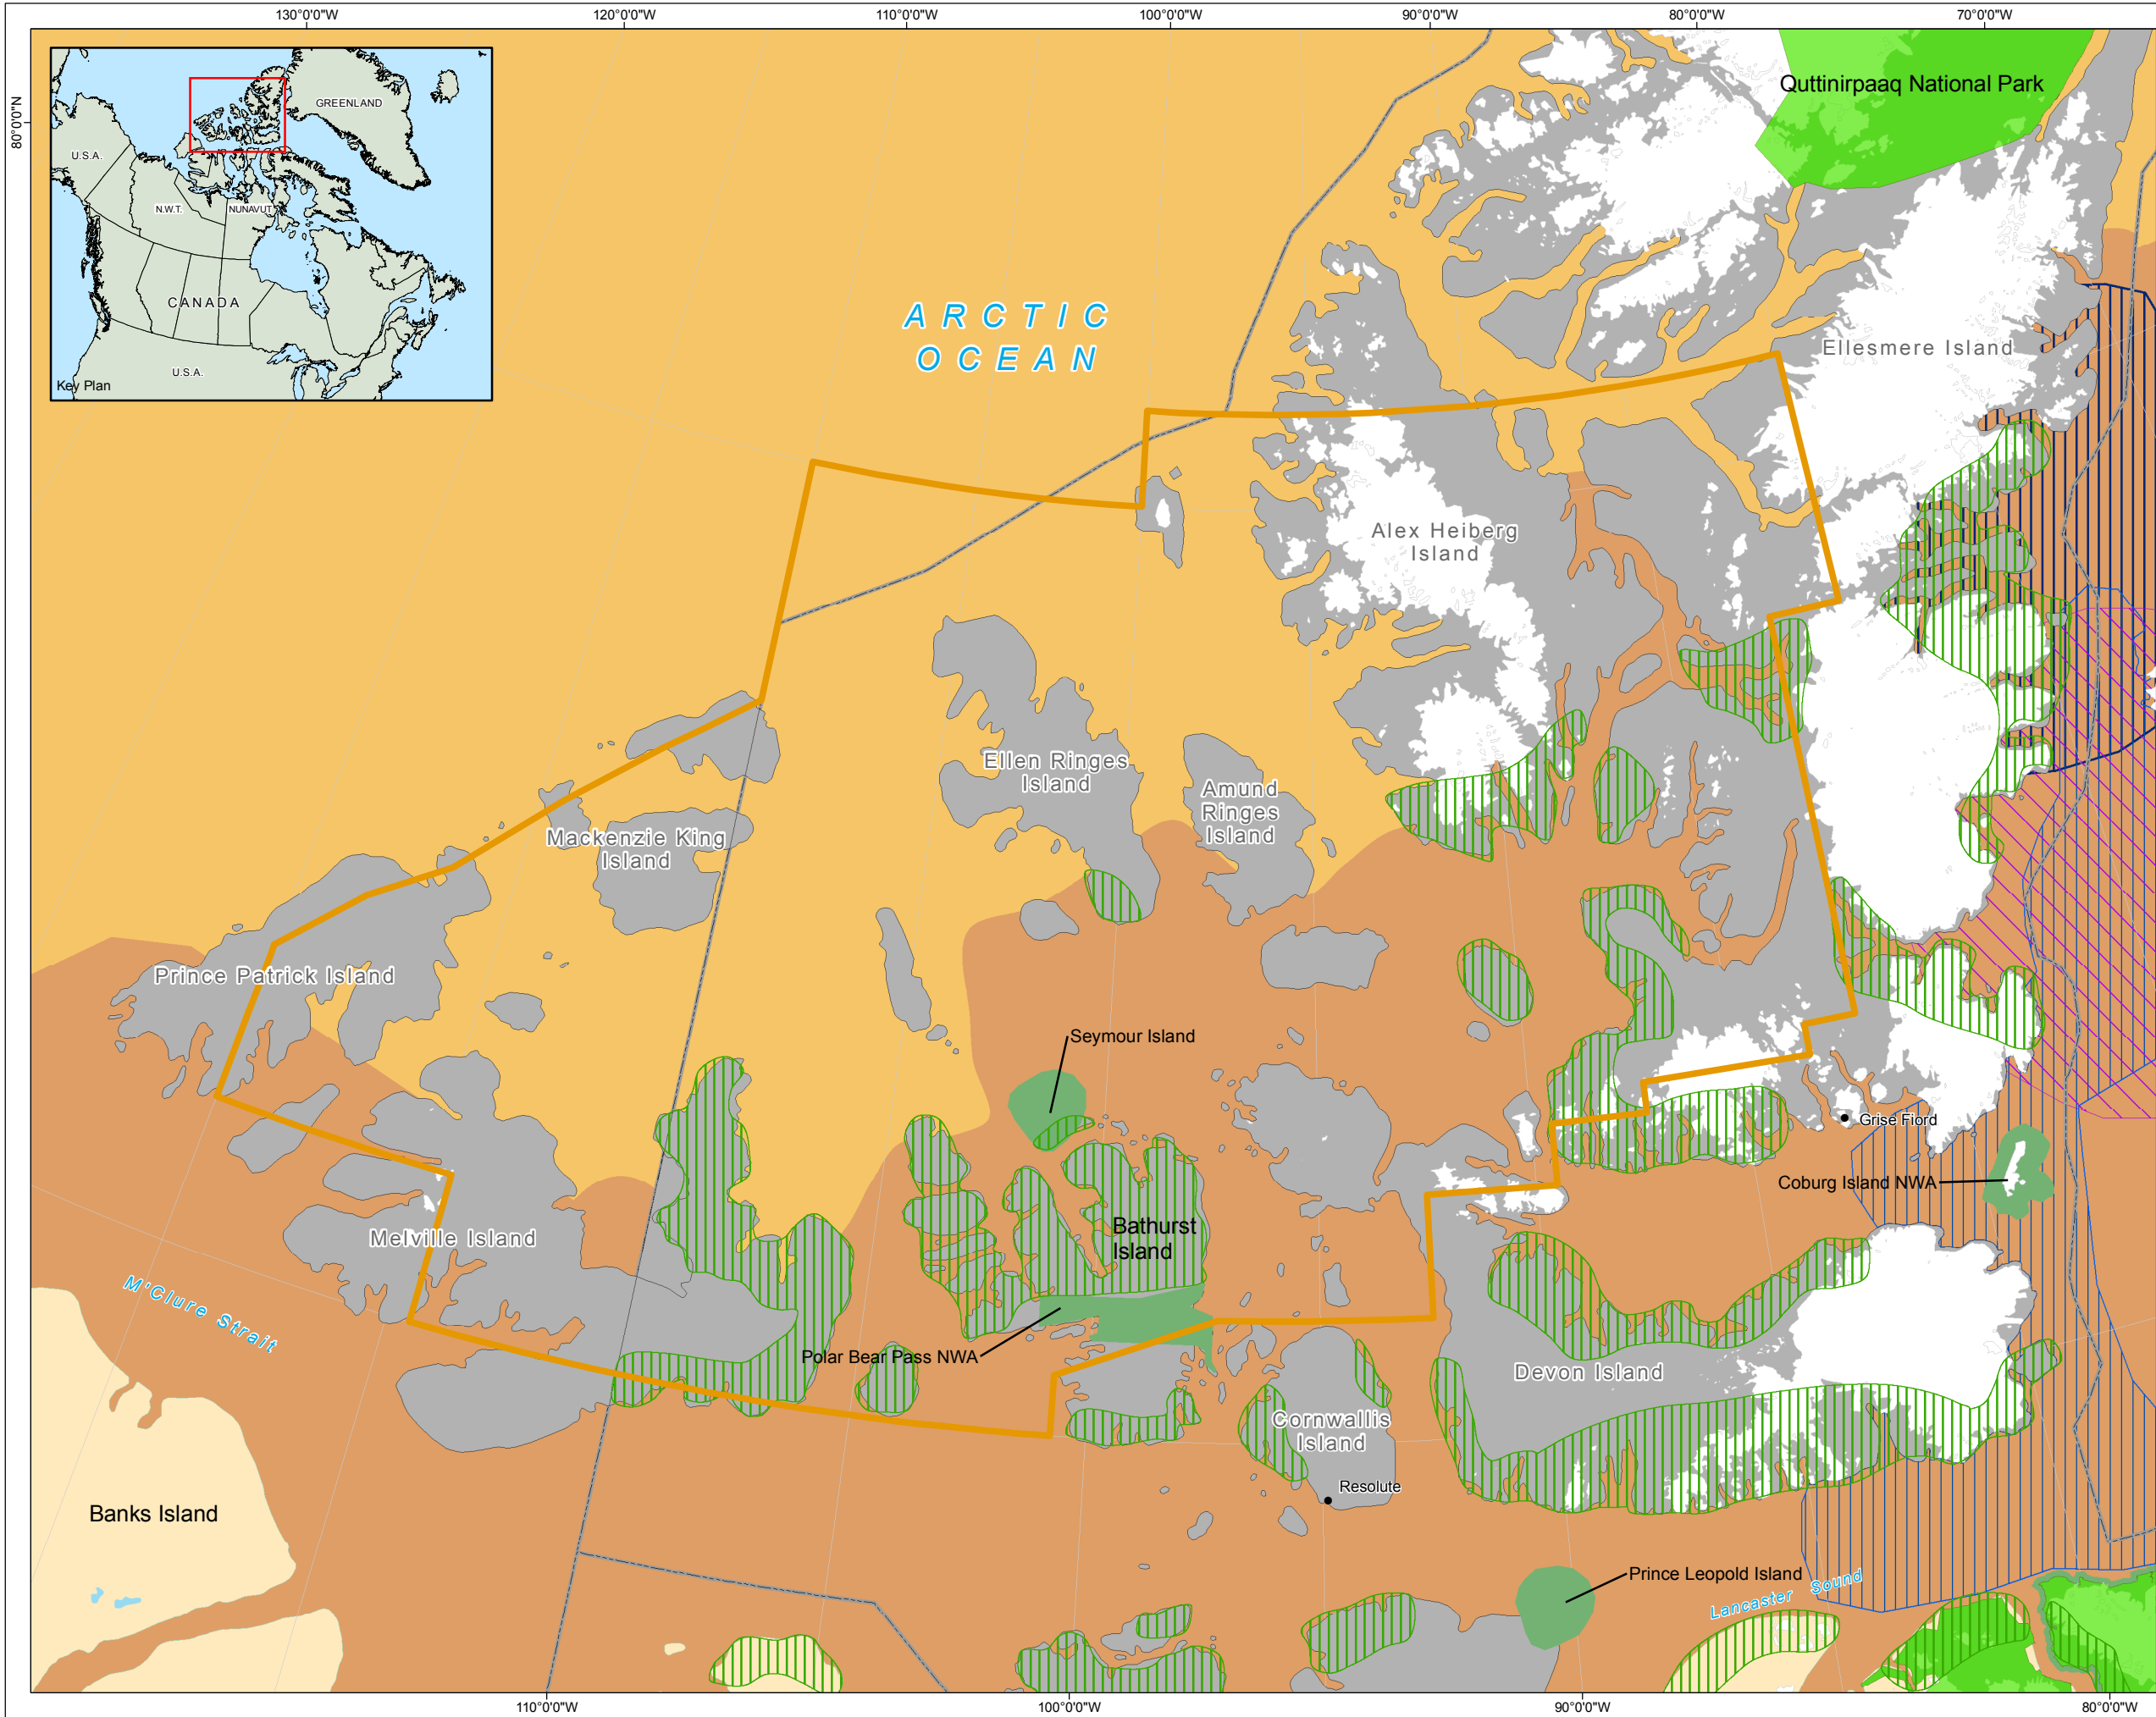 130°0'0"W
120°0'0"W
110°0'0"W
100°0'0"W
90°0'0"W
80°0'0"W
70°0'0"W
80°0'0"N
GREENLAND
U.S.A.
N.W.T.
NUNAVUT
CANADA
U.S.A.
Key Plan
Quttinirpaaq National Park
ARCTIC
OCEAN
Ellesmere Island
Alex Heiberg
Island
Ellen Ringes
Island
Amund
Ringes
Island
Mackenzie King
Island
Prince Patrick Island
Seymour Island
Grise Fiord
Coburg Island NWA
Bathurst
Island
Melville Island
M'Clure Strait
Polar Bear Pass NWA
Devon Island
Cornwallis
Island
Resolute
Banks Island
Prince Leopold Island
Lancaster Sound
110°0'0"W
100°0'0"W
90°0'0"W
80°0'0"W